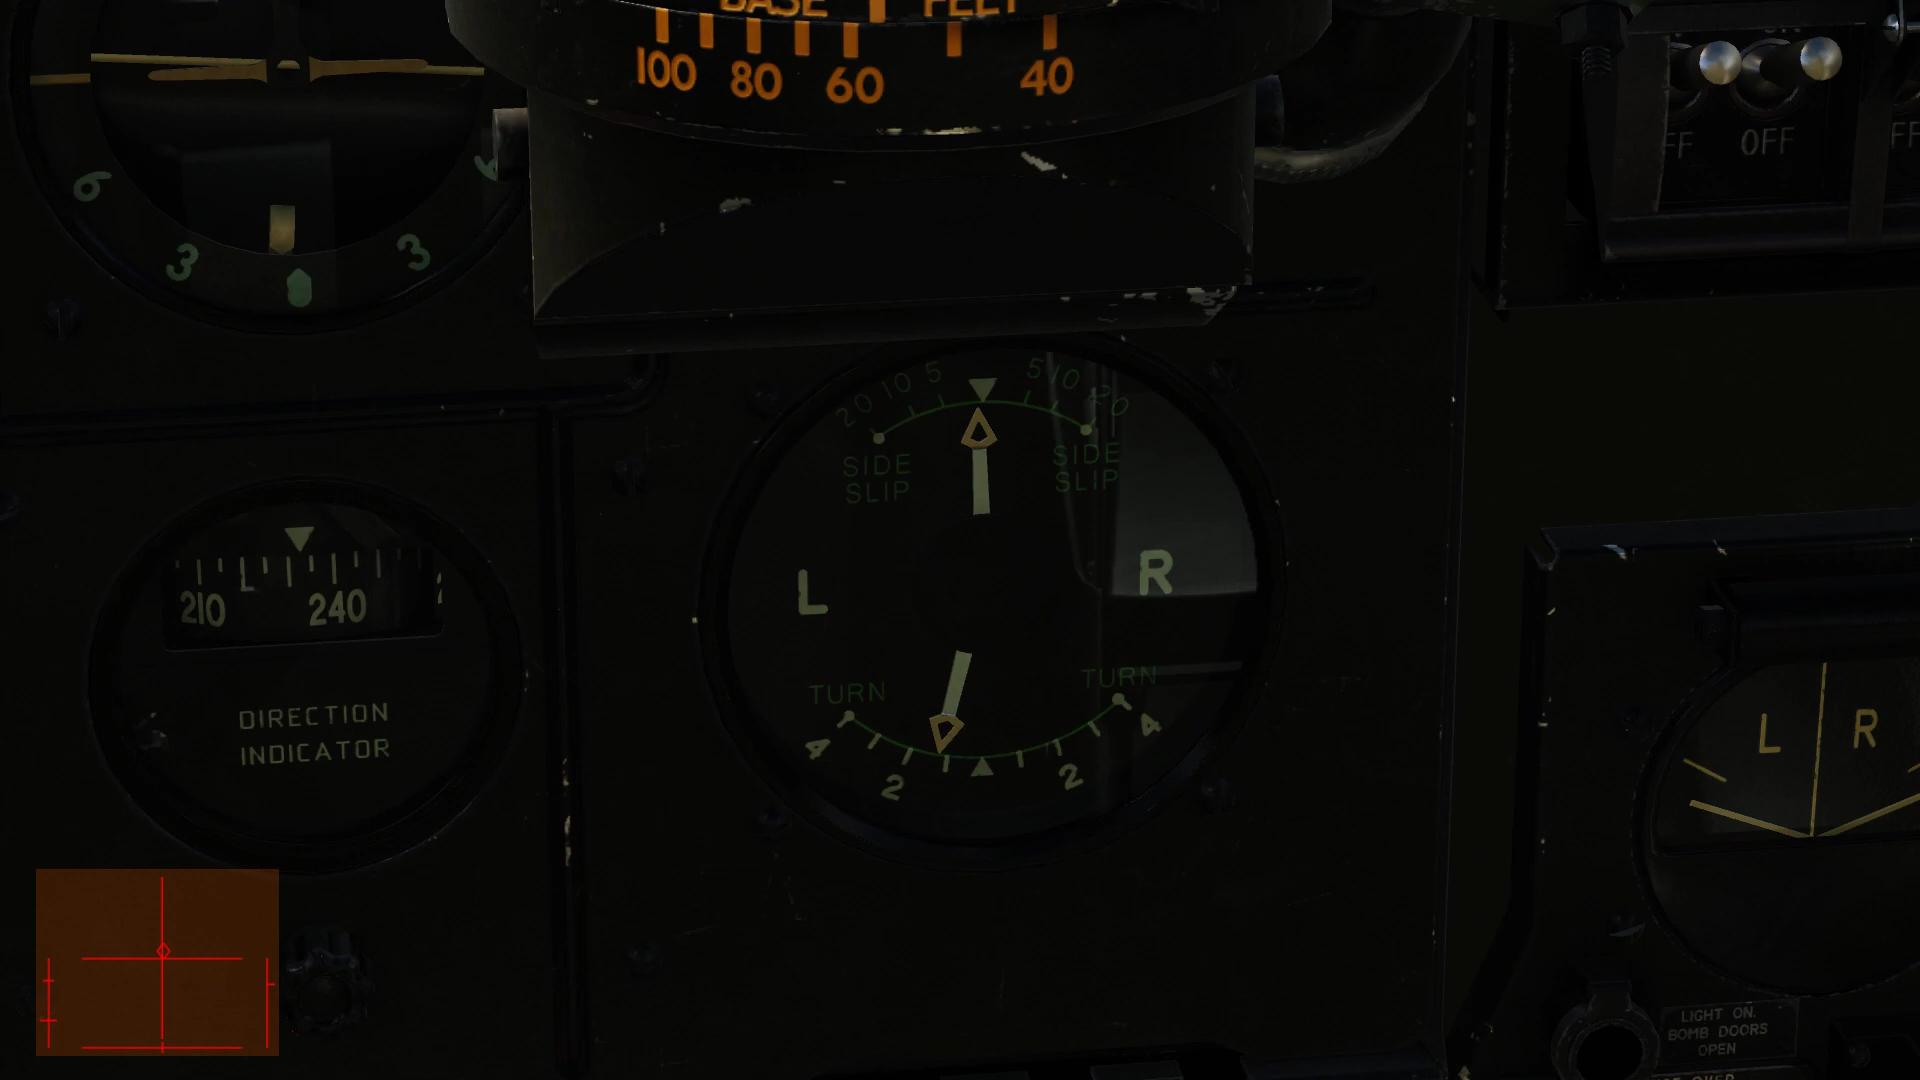 BASE FEET
100 80 60 40
OFF
6
3 3
5 5
10 10
20 20
SIDE SLIP
SIDE SLIP
L R
210 240
TURN TURN
4 4
2 2
DIRECTION
INDICATOR
L R
LIGHT ON.
BOMB DOORS
OPEN